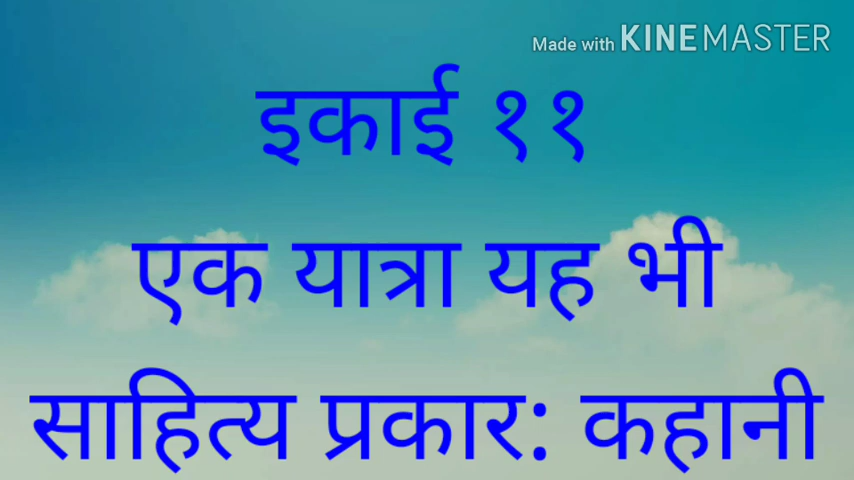 Made with KINEMASTER
इकाई ११
एक यात्रा यह भी
साहित्य प्रकार: कहानी